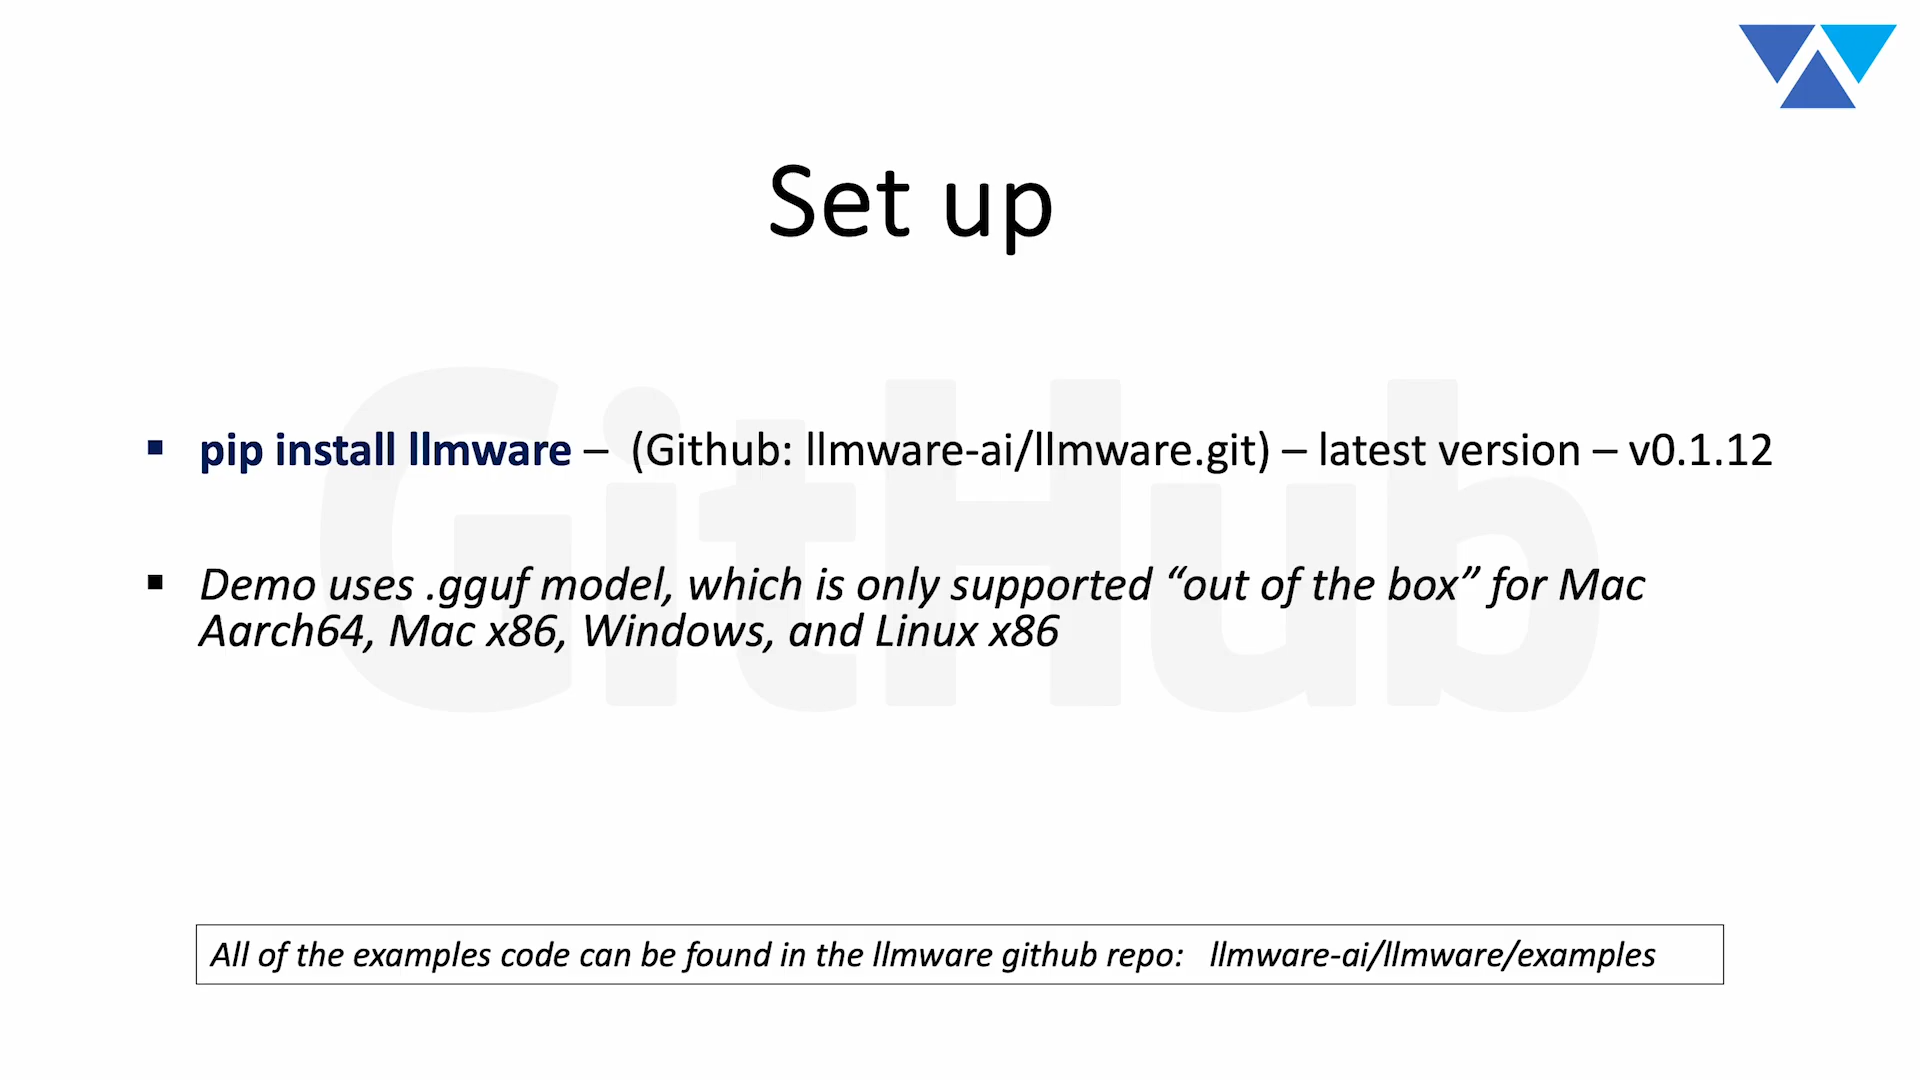 Set up
GitHub
▪ pip install llmware – (Github: llmware-ai/llmware.git) – latest version – v0.1.12
▪ Demo uses .gguf model, which is only supported “out of the box” for Mac
Aarch64, Mac x86, Windows, and Linux x86
All of the examples code can be found in the llmware github repo: llmware-ai/llmware/examples